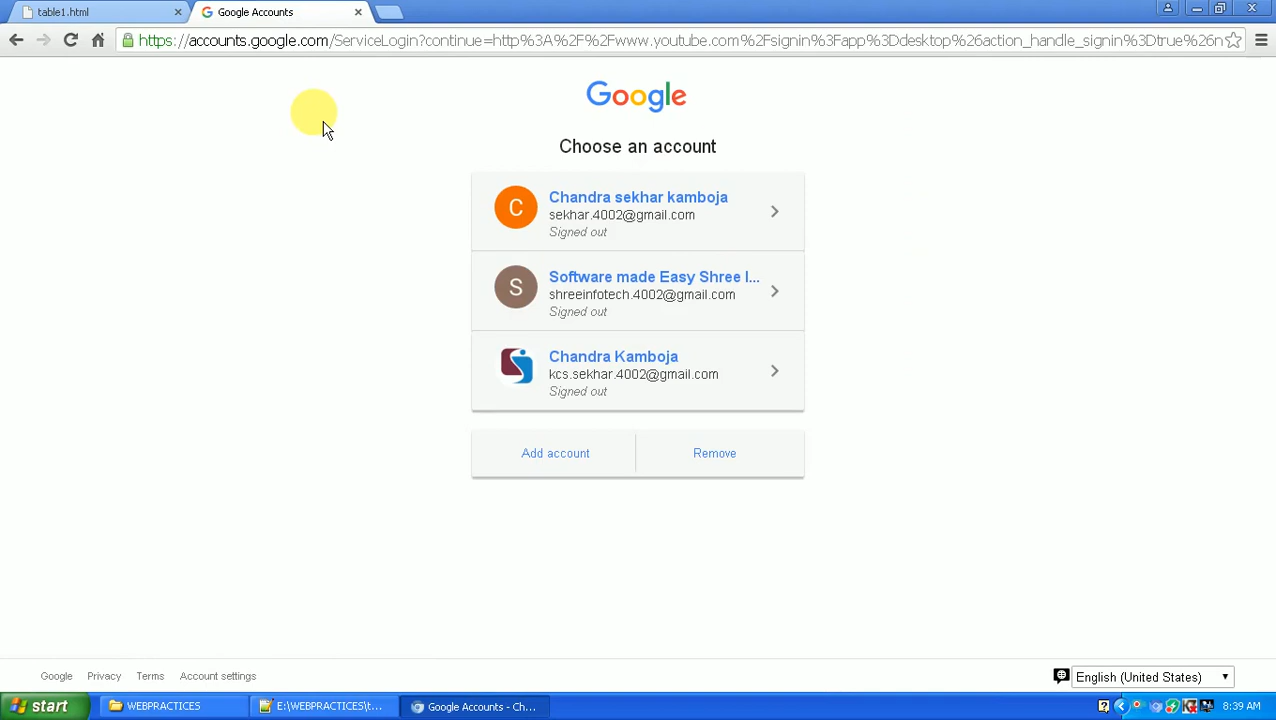 table1.html
Google Accounts
https://accounts.google.com/ServiceLogin?continue=http%3A%2F%2Fwww.youtube.com%2Fsignin%3Fapp%3Ddesktop%26action_handle_signin%3Dtrue%26n
Google
Choose an account
C
Chandra sekhar kamboja
sekhar.4002@gmail.com
Signed out
S
Software made Easy Shree I...
shreeinfotech.4002@gmail.com
Signed out
Chandra Kamboja
kcs.sekhar.4002@gmail.com
Signed out
Add account
Remove
Google
Privacy
Terms
Account settings
English (United States)
start
WEBPRACTICES
E:\WEBPRACTICES\t...
Google Accounts - Ch...
8:39 AM